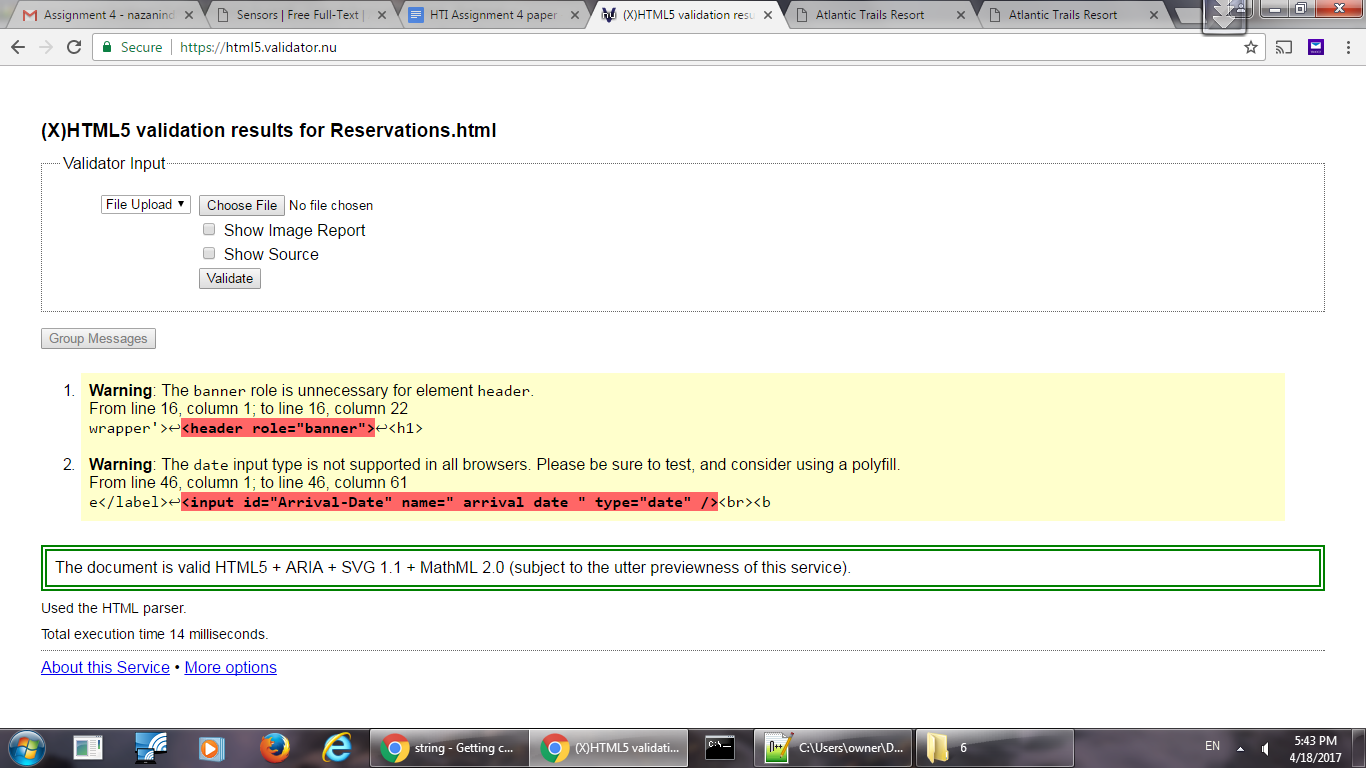 Assignment 4 - nazanind
Sensors | Free Full-Text |
HTI Assignment 4 paper
(X)HTML5 validation resu
Atlantic Trails Resort
Atlantic Trails Resort
Secure
https://html5.validator.nu
(X)HTML5 validation results for Reservations.html
Validator Input
File Upload
Choose File No file chosen
Show Image Report
Show Source
Validate
Group Messages
1. Warning: The banner role is unnecessary for element header.
From line 16, column 1; to line 16, column 22
wrapper'>↩<header role="banner">↩<h1>
2. Warning: The date input type is not supported in all browsers. Please be sure to test, and consider using a polyfill.
From line 46, column 1; to line 46, column 61
e</label>↩<input id="Arrival-Date" name=" arrival date " type="date" /><br><b
The document is valid HTML5 + ARIA + SVG 1.1 + MathML 2.0 (subject to the utter previewness of this service).
Used the HTML parser.
Total execution time 14 milliseconds.
About this Service • More options
string - Getting c...
(X)HTML5 validati...
C:\Users\owner\D...
6
EN
5:43 PM
4/18/2017